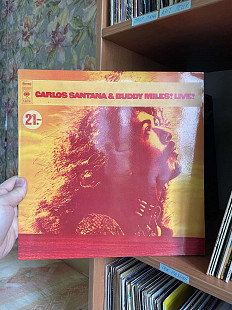 CARLOS SANTANA & BUDDY MILES! LIVE!
21:-